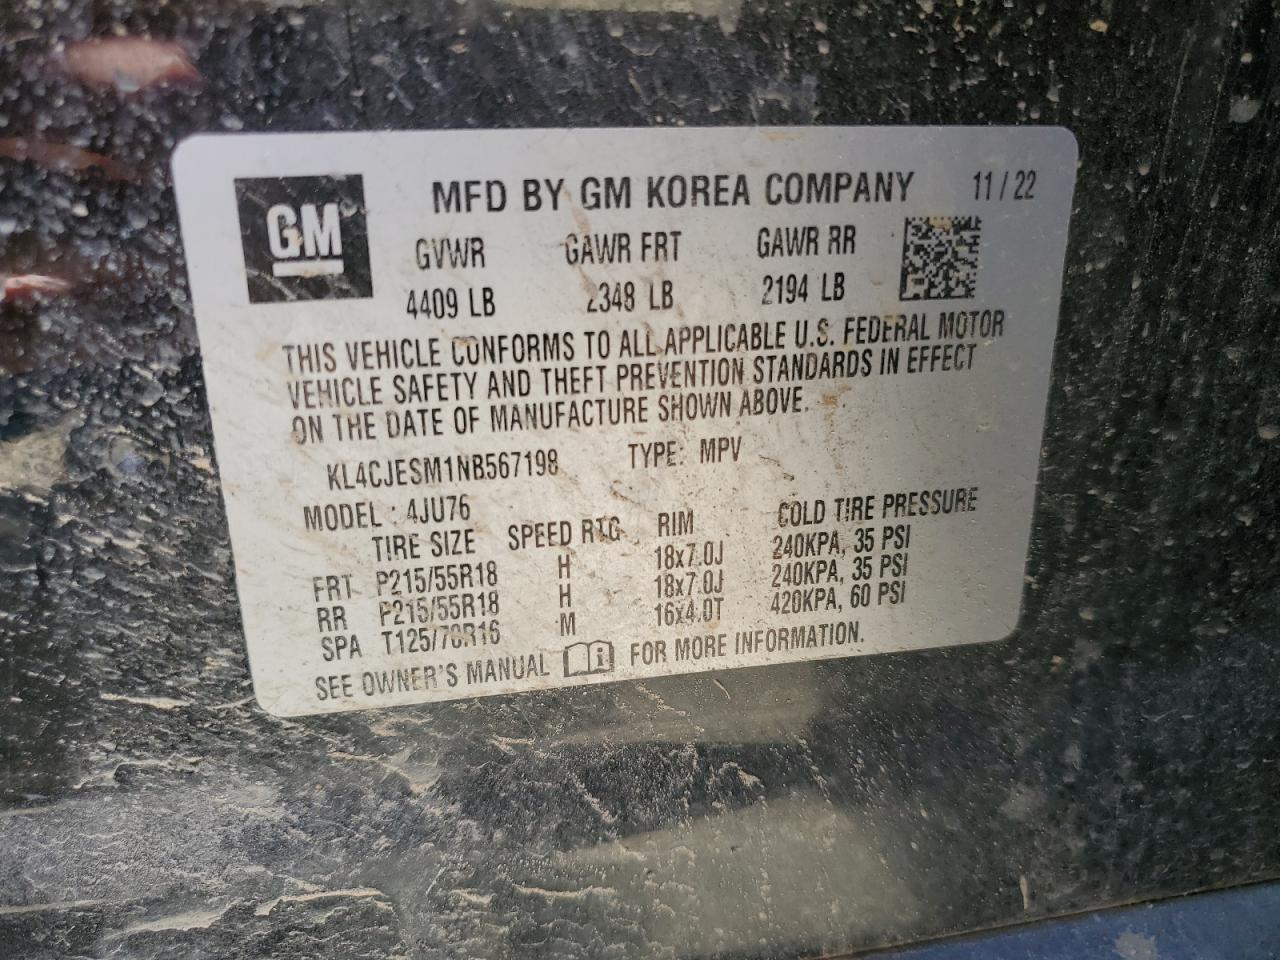 GM
MFD BY GM KOREA COMPANY 11/22
GVWR GAWR FRT GAWR RR
4409 LB 2348 LB 2194 LB
THIS VEHICLE CONFORMS TO ALL APPLICABLE U.S. FEDERAL MOTOR
VEHICLE SAFETY AND THEFT PREVENTION STANDARDS IN EFFECT
ON THE DATE OF MANUFACTURE SHOWN ABOVE.
KL4CJESM1NB567198 TYPE: MPV
MODEL : 4JU76
TIRE SIZE SPEED RTG RIM COLD TIRE PRESSURE
FRT P215/55R18 H 18x7.0J 240KPA, 35 PSI
RR P215/55R18 H 18x7.0J 240KPA, 35 PSI
SPA T125/70R16 M 16x4.0T 420KPA, 60 PSI
SEE OWNER'S MANUAL i FOR MORE INFORMATION.